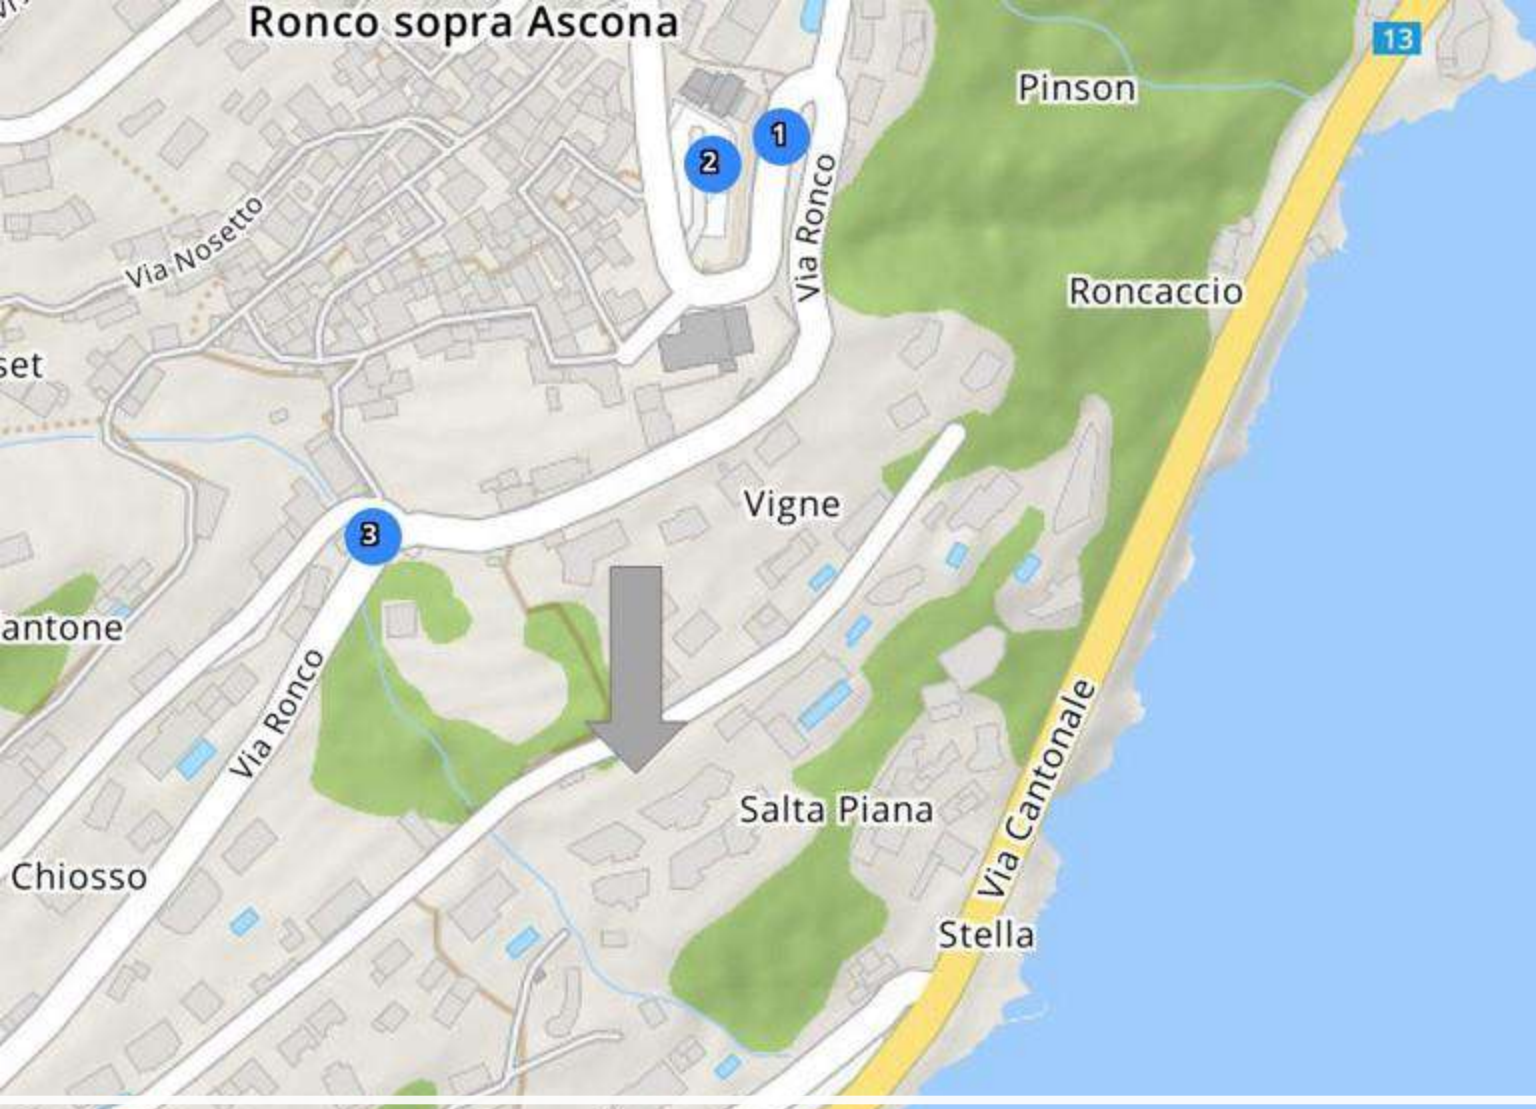 Ronco sopra Ascona
13
Pinson
1
2
Via Ronco
Via Nosetto
Roncaccio
set
Vigne
3
antone
Via Ronco
Via Cantonale
Salta Piana
Chiosso
Stella